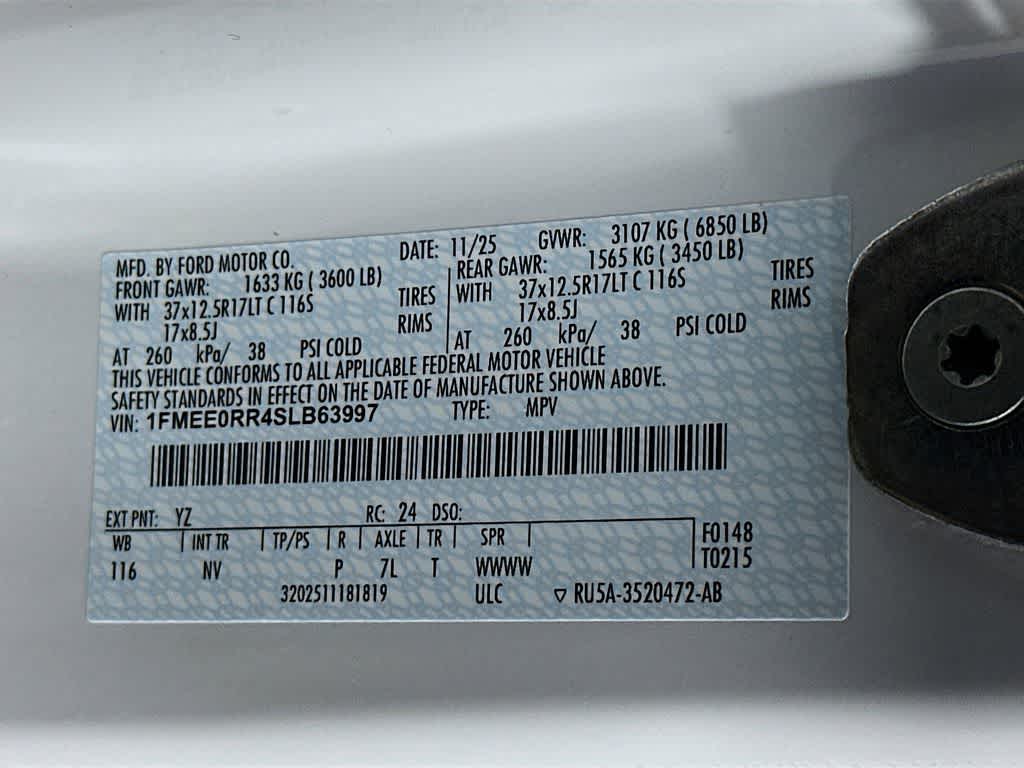 MFD. BY FORD MOTOR CO. DATE: 11/25 GVWR: 3107 KG ( 6850 LB)
FRONT GAWR: 1633 KG ( 3600 LB) REAR GAWR: 1565 KG ( 3450 LB)
WITH 37x12.5R17LT C 116S TIRES WITH 37x12.5R17LT C 116S TIRES
17x8.5J RIMS 17x8.5J RIMS
AT 260 kPa/ 38 PSI COLD AT 260 kPa/ 38 PSI COLD
THIS VEHICLE CONFORMS TO ALL APPLICABLE FEDERAL MOTOR VEHICLE
SAFETY STANDARDS IN EFFECT ON THE DATE OF MANUFACTURE SHOWN ABOVE.
VIN: 1FMEE0RR4SLB63997 TYPE: MPV
EXT PNT: YZ RC: 24 DSO:
WB INT TR TP/PS R AXLE TR SPR F0148
116 NV P 7L T WWWW T0215
3202511181819 ULC ▽ RU5A-3520472-AB